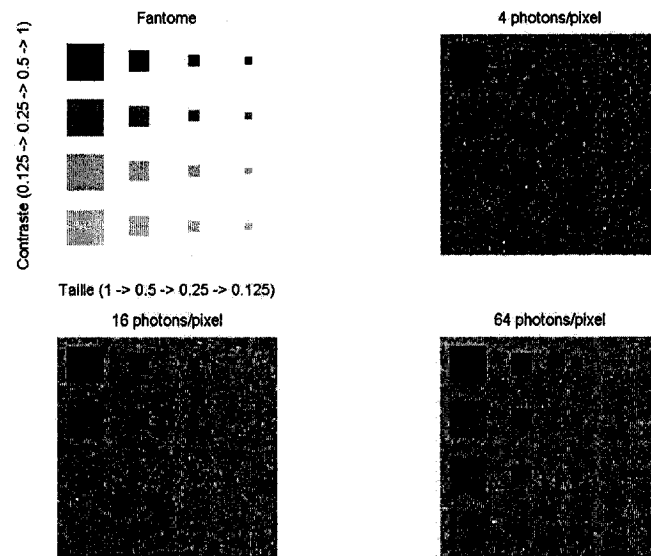 Fantome
4 photons/pixel
Contraste (0.125 -> 0.25 -> 0.5 -> 1)
Taille (1 -> 0.5 -> 0.25 -> 0.125)
16 photons/pixel
64 photons/pixel